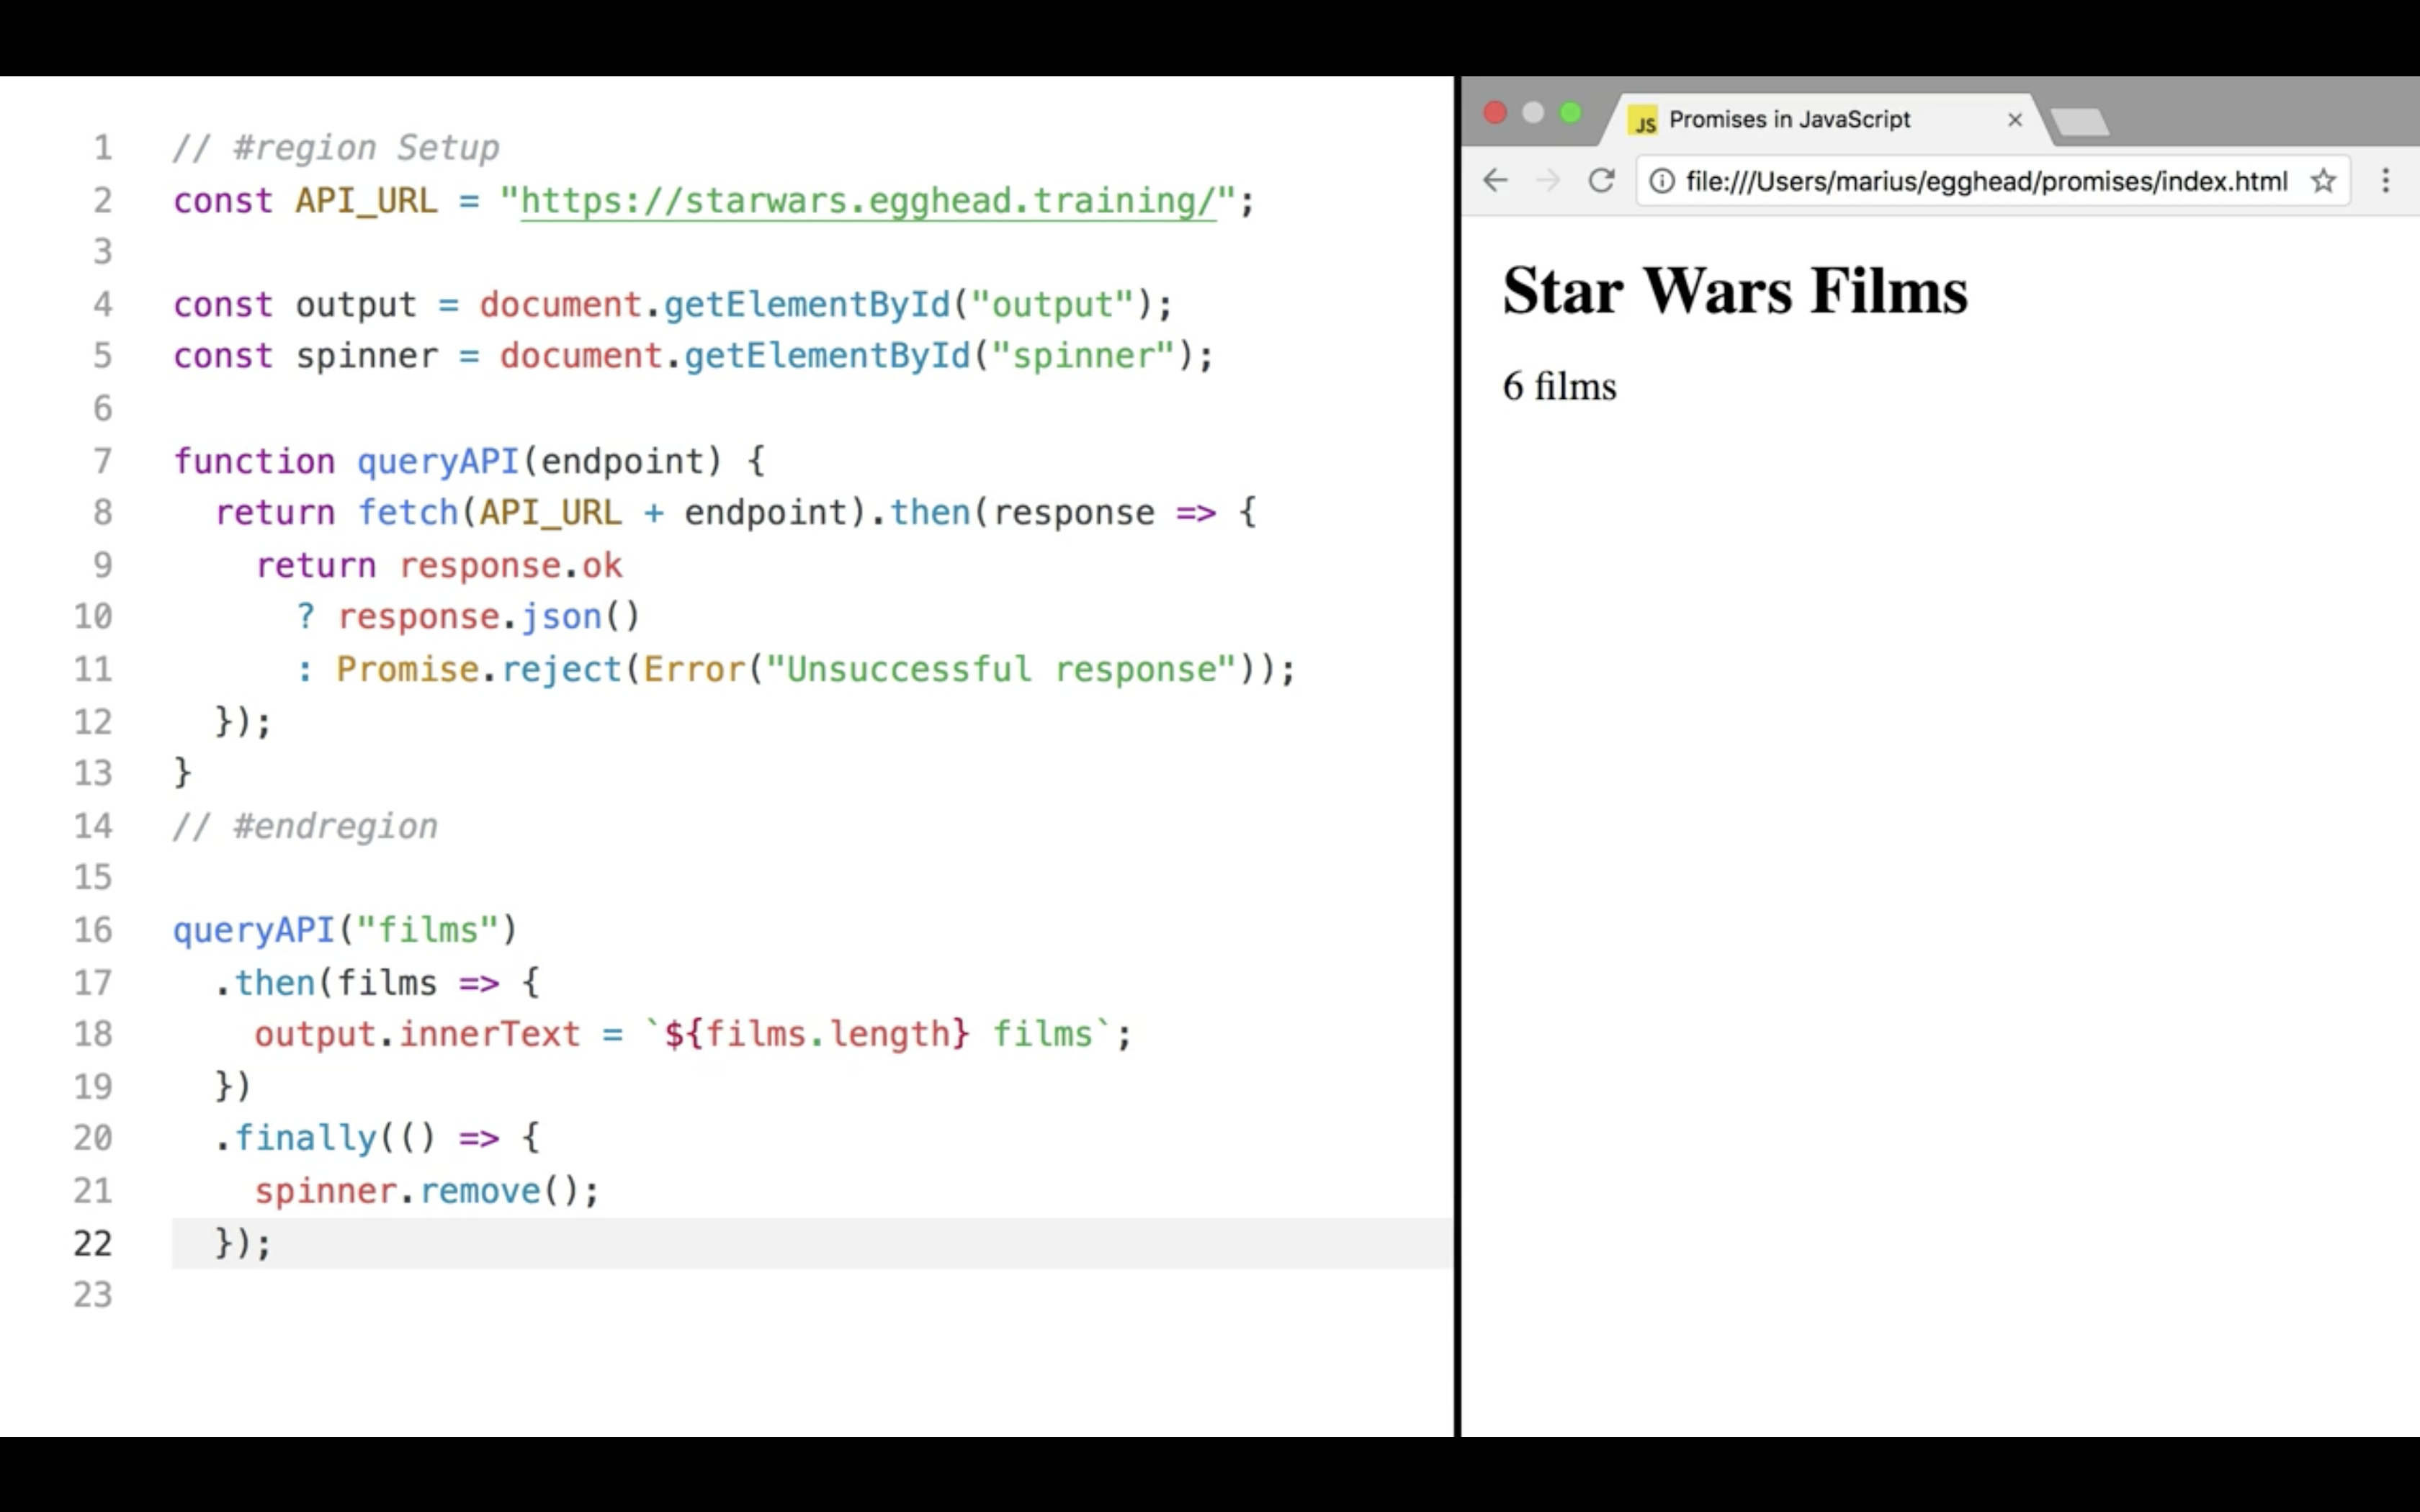 1 // #region Setup
2 const API_URL = "https://starwars.egghead.training/";
3
4 const output = document.getElementById("output");
5 const spinner = document.getElementById("spinner");
6
7 function queryAPI(endpoint) {
8   return fetch(API_URL + endpoint).then(response => {
9     return response.ok
10       ? response.json()
11       : Promise.reject(Error("Unsuccessful response"));
12   });
13 }
14 // #endregion
15
16 queryAPI("films")
17   .then(films => {
18     output.innerText = `${films.length} films`;
19   })
20   .finally(() => {
21     spinner.remove();
22   });
23
JS Promises in JavaScript
file:///Users/marius/egghead/promises/index.html
Star Wars Films
6 films